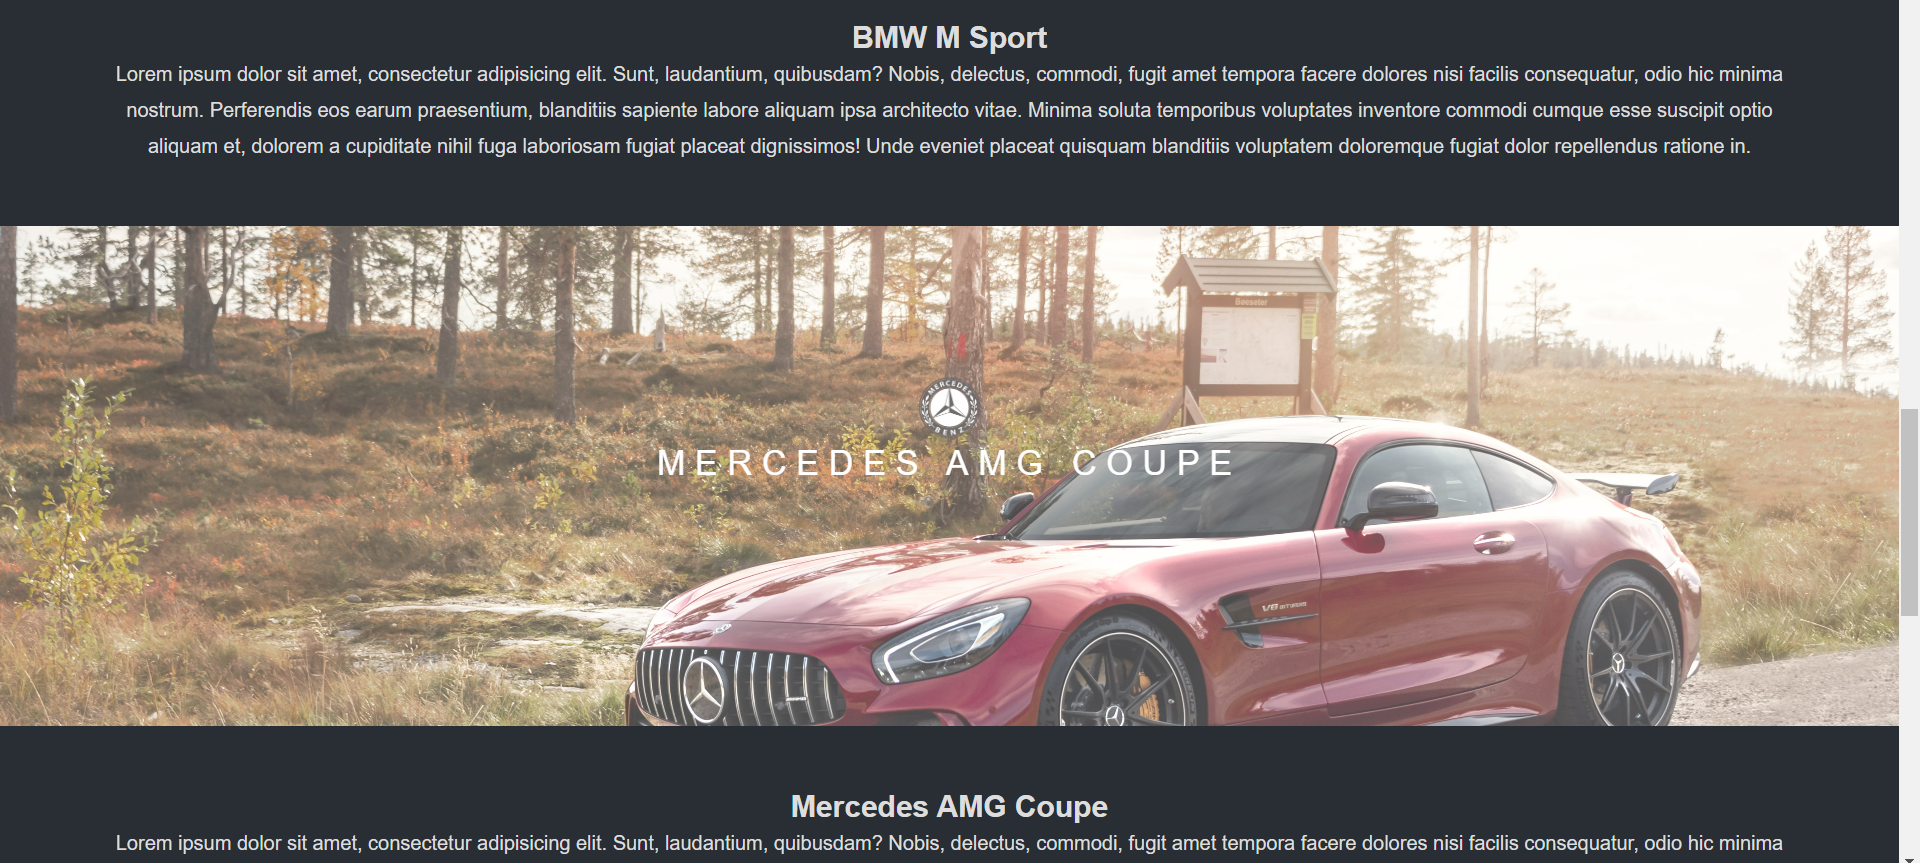 BMW M Sport
Lorem ipsum dolor sit amet, consectetur adipisicing elit. Sunt, laudantium, quibusdam? Nobis, delectus, commodi, fugit amet tempora facere dolores nisi facilis consequatur, odio hic minima
nostrum. Perferendis eos earum praesentium, blanditiis sapiente labore aliquam ipsa architecto vitae. Minima soluta temporibus voluptates inventore commodi cumque esse suscipit optio
aliquam et, dolorem a cupiditate nihil fuga laboriosam fugiat placeat dignissimos! Unde eveniet placeat quisquam blanditiis voluptatem doloremque fugiat dolor repellendus ratione in.
MERCEDES
BENZ
MERCEDES AMG COUPE
V8 BITURBO
Mercedes AMG Coupe
Lorem ipsum dolor sit amet, consectetur adipisicing elit. Sunt, laudantium, quibusdam? Nobis, delectus, commodi, fugit amet tempora facere dolores nisi facilis consequatur, odio hic minima